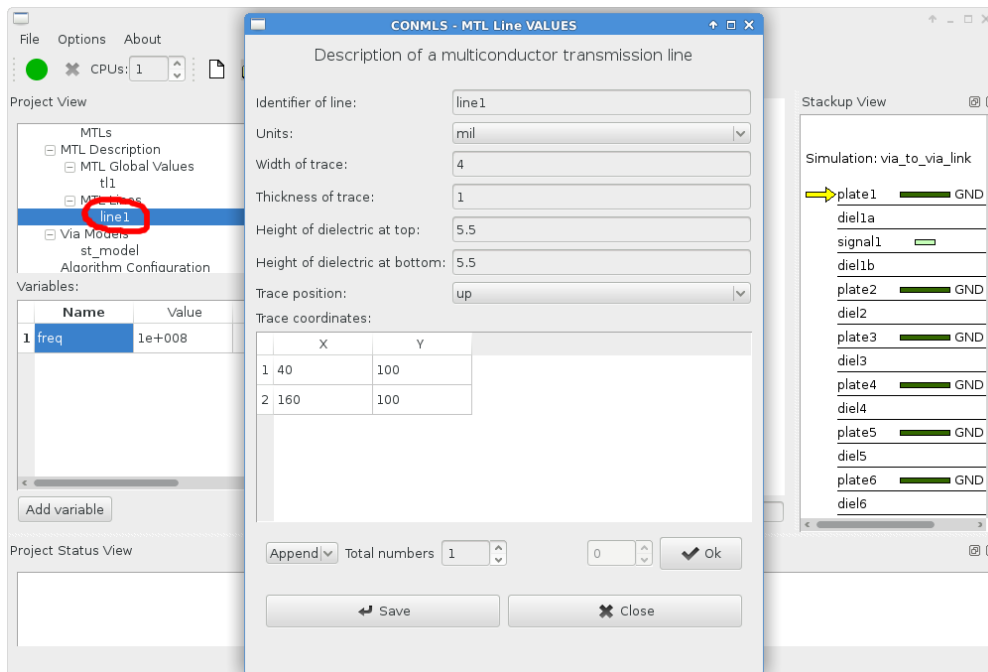 CONMLS - MTL Line VALUES
File Options About
CPUs: 1
Project View
MTLs
MTL Description
MTL Global Values
tl1
MTL Lines
line1
Via Models
st_model
Algorithm Configuration
Variables:
Name Value
1 freq 1e+008
Add variable
Project Status View
Description of a multiconductor transmission line
Identifier of line: line1
Units: mil
Width of trace: 4
Thickness of trace: 1
Height of dielectric at top: 5.5
Height of dielectric at bottom: 5.5
Trace position: up
Trace coordinates:
X Y
1 40 100
2 160 100
Append Total numbers 1 0 Ok
Save Close
Stackup View
Simulation: via_to_via_link
plate1 GND
diel1a
signal1
diel1b
plate2 GND
diel2
plate3 GND
diel3
plate4 GND
diel4
plate5 GND
diel5
plate6 GND
diel6